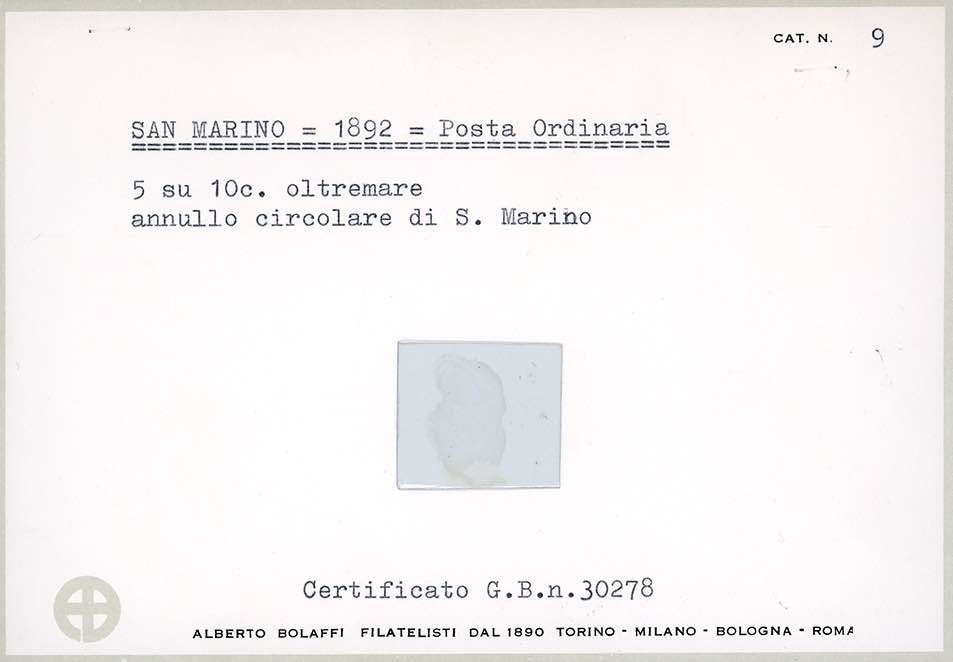 CAT. N. 9
SAN MARINO = 1892 = Posta Ordinaria
====================================
5 su 10c. oltremare
annullo circolare di S. Marino
Certificato G.B.n.30278
ALBERTO BOLAFFI FILATELISTI DAL 1890 TORINO - MILANO - BOLOGNA - ROMA